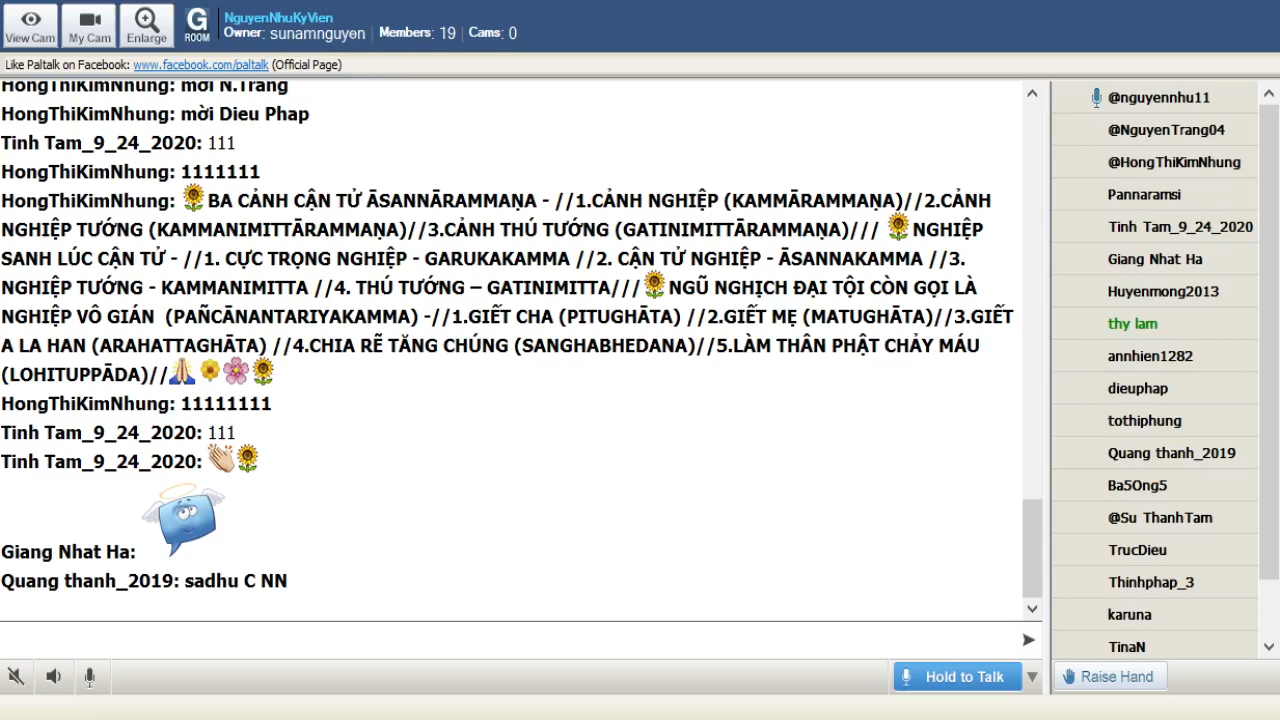 View Cam
My Cam
Enlarge
G
ROOM
NguyenNhuKyVien
Owner: sunamnguyen | Members: 19 | Cams: 0
Like Paltalk on Facebook: www.facebook.com/paltalk (Official Page)
HongThiKimNhung: mời N.Trang
HongThiKimNhung: mời Dieu Phap
Tinh Tam_9_24_2020: 111
HongThiKimNhung: 1111111
HongThiKimNhung: BA CẢNH CẬN TỬ ĀSANNĀRAMMAṆA - //1.CẢNH NGHIỆP (KAMMĀRAMMAṆA)//2.CẢNH
NGHIỆP TƯỚNG (KAMMANIMITTĀRAMMAṆA)//3.CẢNH THÚ TƯỚNG (GATINIMITTĀRAMMAṆA)/// NGHIỆP
SANH LÚC CẬN TỬ - //1. CỰC TRỌNG NGHIỆP - GARUKAKAMMA //2. CẬN TỬ NGHIỆP - ĀSANNAKAMMA //3.
NGHIỆP TƯỚNG - KAMMANIMITTA //4. THÚ TƯỚNG – GATINIMITTA/// NGŨ NGHỊCH ĐẠI TỘI CÒN GỌI LÀ
NGHIỆP VÔ GIÁN (PAÑCĀNANTARIYAKAMMA) -//1.GIẾT CHA (PITUGHĀTA) //2.GIẾT MẸ (MATUGHĀTA)//3.GIẾT
A LA HAN (ARAHATTAGHĀTA) //4.CHIA RẼ TĂNG CHÚNG (SANGHABHEDANA)//5.LÀM THÂN PHẬT CHẢY MÁU
(LOHITUPPĀDA)//
HongThiKimNhung: 11111111
Tinh Tam_9_24_2020: 111
Tinh Tam_9_24_2020:
Giang Nhat Ha:
Quang thanh_2019: sadhu C NN
Hold to Talk
@nguyennhu11
@NguyenTrang04
@HongThiKimNhung
Pannaramsi
Tinh Tam_9_24_2020
Giang Nhat Ha
Huyenmong2013
thy lam
annhien1282
dieuphap
tothiphung
Quang thanh_2019
Ba5Ong5
@Su ThanhTam
TrucDieu
Thinhphap_3
karuna
TinaN
Raise Hand